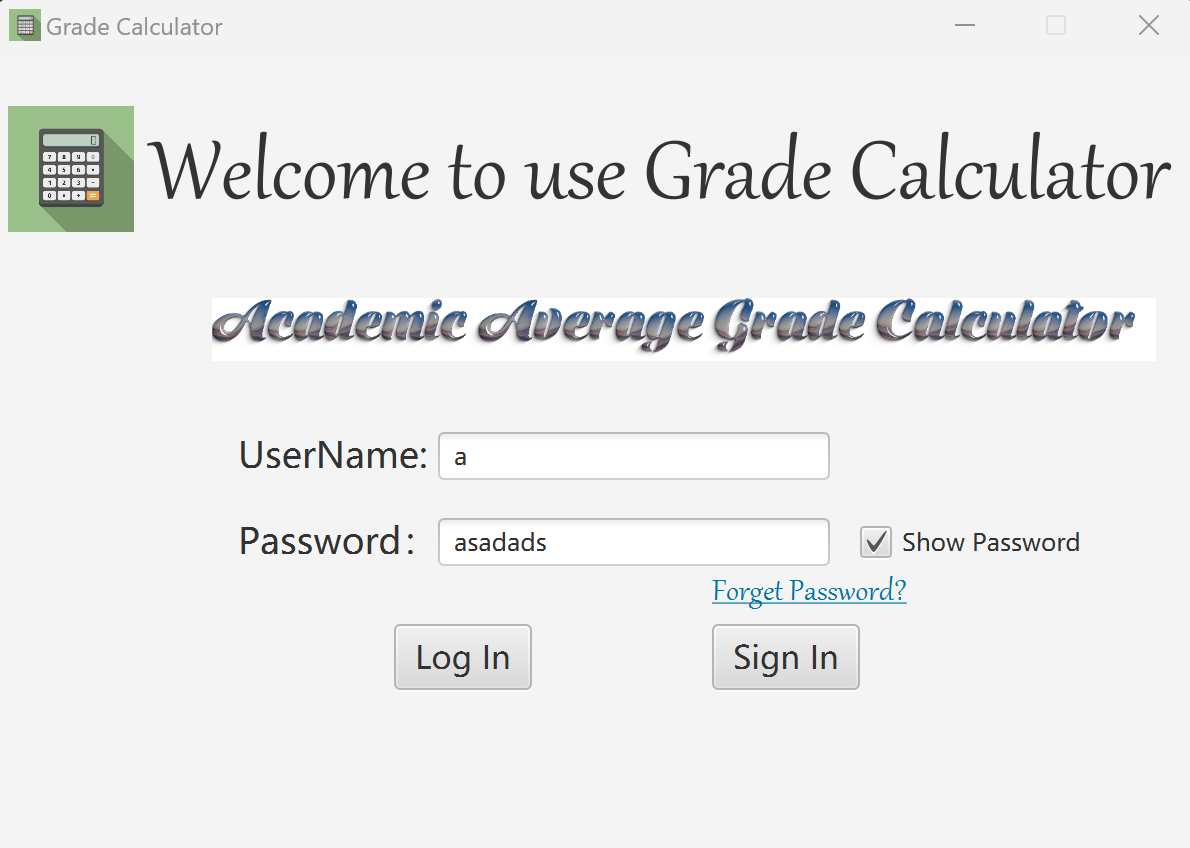 Grade Calculator
Welcome to use Grade Calculator
Academic Average Grade Calculator
UserName: a
Password: asadads Show Password
Forget Password?
Log In Sign In